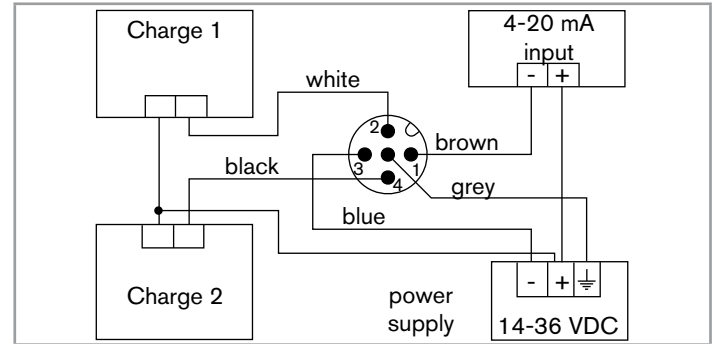 Charge 1
4-20 mA
input
- +
white
2
brown
3
1
black
4
grey
blue
Charge 2
power
supply
- +
14-36 VDC